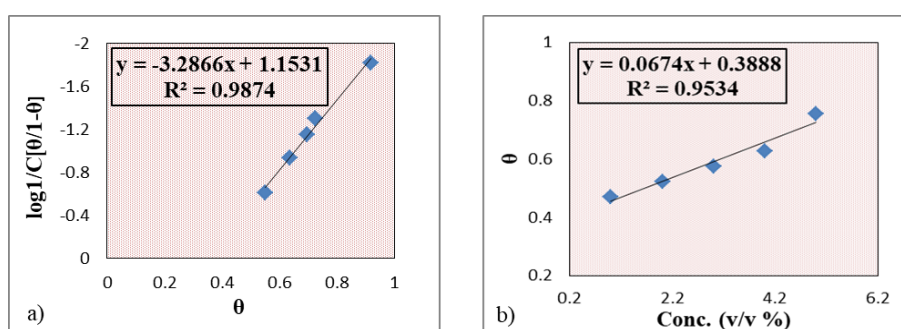 y = -3.2866x + 1.1531
R² = 0.9874
log1/C[θ/1-θ]
-2
-1.6
-1.2
-0.8
-0.4
0
0 0.2 0.4 0.6 0.8 1
θ
a)
y = 0.0674x + 0.3888
R² = 0.9534
θ
1
0.8
0.6
0.4
0.2
0.2 2.2 4.2 6.2
Conc. (v/v %)
b)